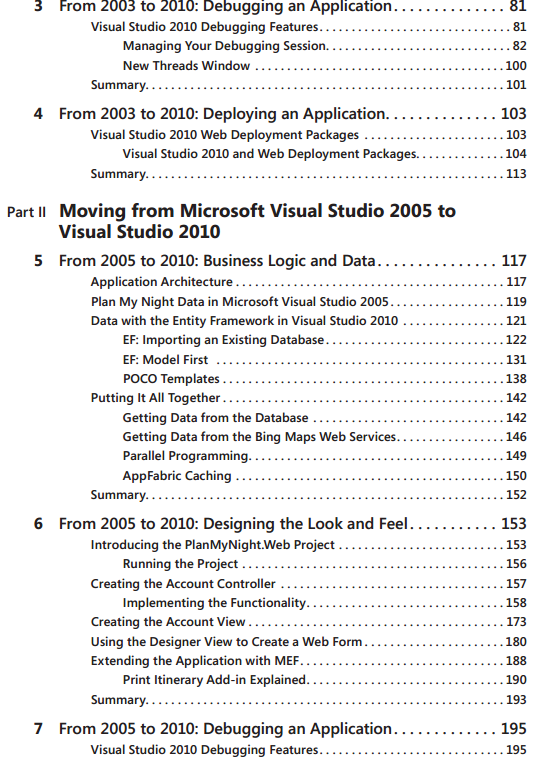 3 From 2003 to 2010: Debugging an Application. . . . . . . . . . . . . 81
Visual Studio 2010 Debugging Features. . . . . . . . . . . . . . . . . . . . . . . . . . . . . . . 81
Managing Your Debugging Session. . . . . . . . . . . . . . . . . . . . . . . . . . . . . 82
New Threads Window . . . . . . . . . . . . . . . . . . . . . . . . . . . . . . . . . . . . . . . 100
Summary. . . . . . . . . . . . . . . . . . . . . . . . . . . . . . . . . . . . . . . . . . . . . . . . . . . . . . . . . 101
4 From 2003 to 2010: Deploying an Application. . . . . . . . . . . . . . 103
Visual Studio 2010 Web Deployment Packages . . . . . . . . . . . . . . . . . . . . . . . 103
Visual Studio 2010 and Web Deployment Packages. . . . . . . . . . . . . . 104
Summary. . . . . . . . . . . . . . . . . . . . . . . . . . . . . . . . . . . . . . . . . . . . . . . . . . . . . . . . . 113
Part II Moving from Microsoft Visual Studio 2005 to
Visual Studio 2010
5 From 2005 to 2010: Business Logic and Data. . . . . . . . . . . . . . . 117
Application Architecture . . . . . . . . . . . . . . . . . . . . . . . . . . . . . . . . . . . . . . . . . . . 117
Plan My Night Data in Microsoft Visual Studio 2005. . . . . . . . . . . . . . . . . . . 119
Data with the Entity Framework in Visual Studio 2010 . . . . . . . . . . . . . . . . . 121
EF: Importing an Existing Database. . . . . . . . . . . . . . . . . . . . . . . . . . . . . 122
EF: Model First . . . . . . . . . . . . . . . . . . . . . . . . . . . . . . . . . . . . . . . . . . . . . . 131
POCO Templates . . . . . . . . . . . . . . . . . . . . . . . . . . . . . . . . . . . . . . . . . . . . . 138
Putting It All Together . . . . . . . . . . . . . . . . . . . . . . . . . . . . . . . . . . . . . . . . . . . . . 142
Getting Data from the Database . . . . . . . . . . . . . . . . . . . . . . . . . . . . . . . 142
Getting Data from the Bing Maps Web Services. . . . . . . . . . . . . . . . . . 146
Parallel Programming. . . . . . . . . . . . . . . . . . . . . . . . . . . . . . . . . . . . . . . . . 149
AppFabric Caching . . . . . . . . . . . . . . . . . . . . . . . . . . . . . . . . . . . . . . . . . . . 150
Summary. . . . . . . . . . . . . . . . . . . . . . . . . . . . . . . . . . . . . . . . . . . . . . . . . . . . . . . . . 152
6 From 2005 to 2010: Designing the Look and Feel. . . . . . . . . . . 153
Introducing the PlanMyNight.Web Project . . . . . . . . . . . . . . . . . . . . . . . . . . . 153
Running the Project . . . . . . . . . . . . . . . . . . . . . . . . . . . . . . . . . . . . . . . . . . 156
Creating the Account Controller . . . . . . . . . . . . . . . . . . . . . . . . . . . . . . . . . . . . 157
Implementing the Functionality. . . . . . . . . . . . . . . . . . . . . . . . . . . . . . . . 158
Creating the Account View . . . . . . . . . . . . . . . . . . . . . . . . . . . . . . . . . . . . . . . . . 173
Using the Designer View to Create a Web Form . . . . . . . . . . . . . . . . . . . . . . . 180
Extending the Application with MEF. . . . . . . . . . . . . . . . . . . . . . . . . . . . . . . . . 188
Print Itinerary Add-in Explained. . . . . . . . . . . . . . . . . . . . . . . . . . . . . . . . 190
Summary. . . . . . . . . . . . . . . . . . . . . . . . . . . . . . . . . . . . . . . . . . . . . . . . . . . . . . . . . 193
7 From 2005 to 2010: Debugging an Application. . . . . . . . . . . . . 195
Visual Studio 2010 Debugging Features. . . . . . . . . . . . . . . . . . . . . . . . . . . . . . 195